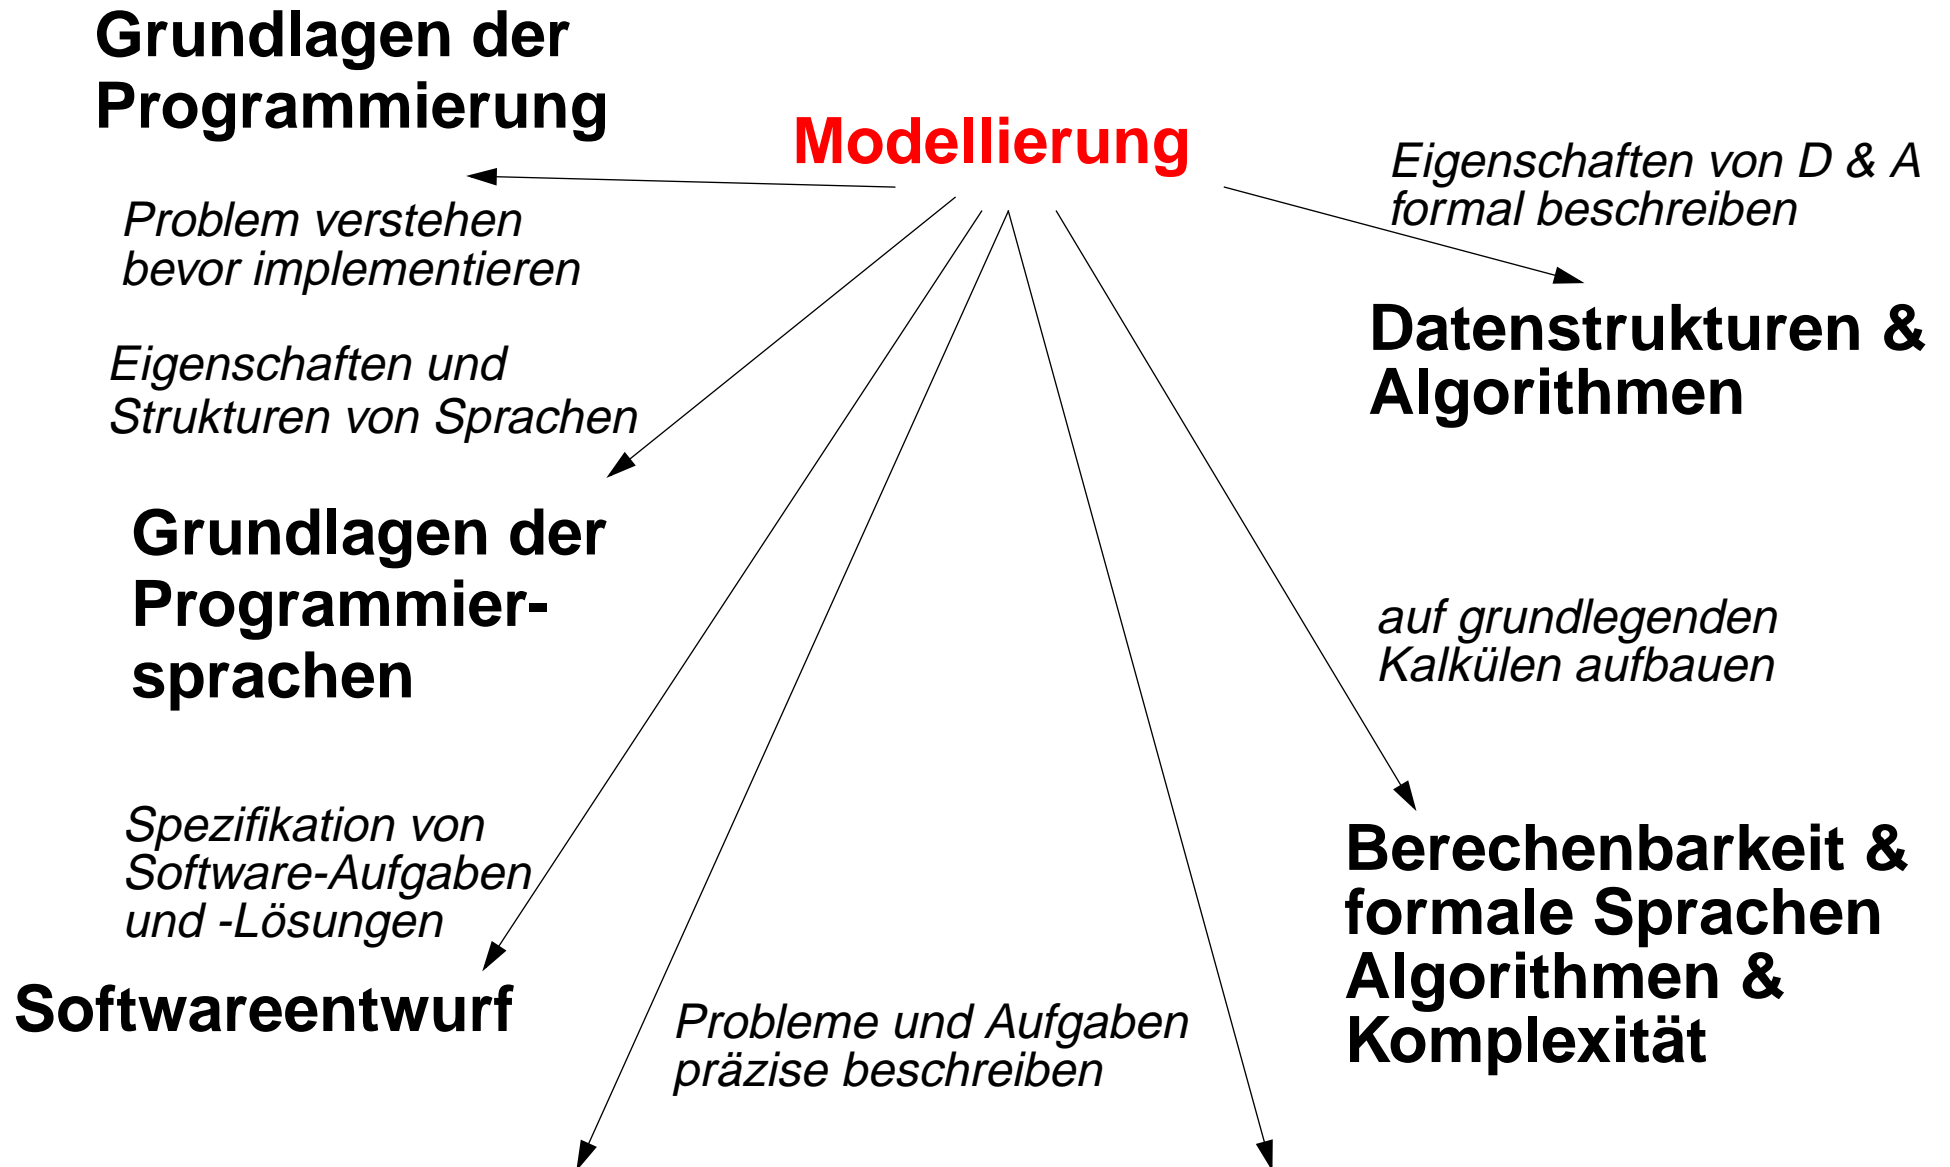 Grundlagen der
Programmierung
Modellierung
Eigenschaften von D & A
formal beschreiben
Problem verstehen
bevor implementieren
Datenstrukturen &
Algorithmen
Eigenschaften und
Strukturen von Sprachen
Grundlagen der
Programmier-
sprachen
auf grundlegenden
Kalkülen aufbauen
Spezifikation von
Software-Aufgaben
und -Lösungen
Berechenbarkeit &
formale Sprachen
Algorithmen &
Komplexität
Softwareentwurf
Probleme und Aufgaben
präzise beschreiben